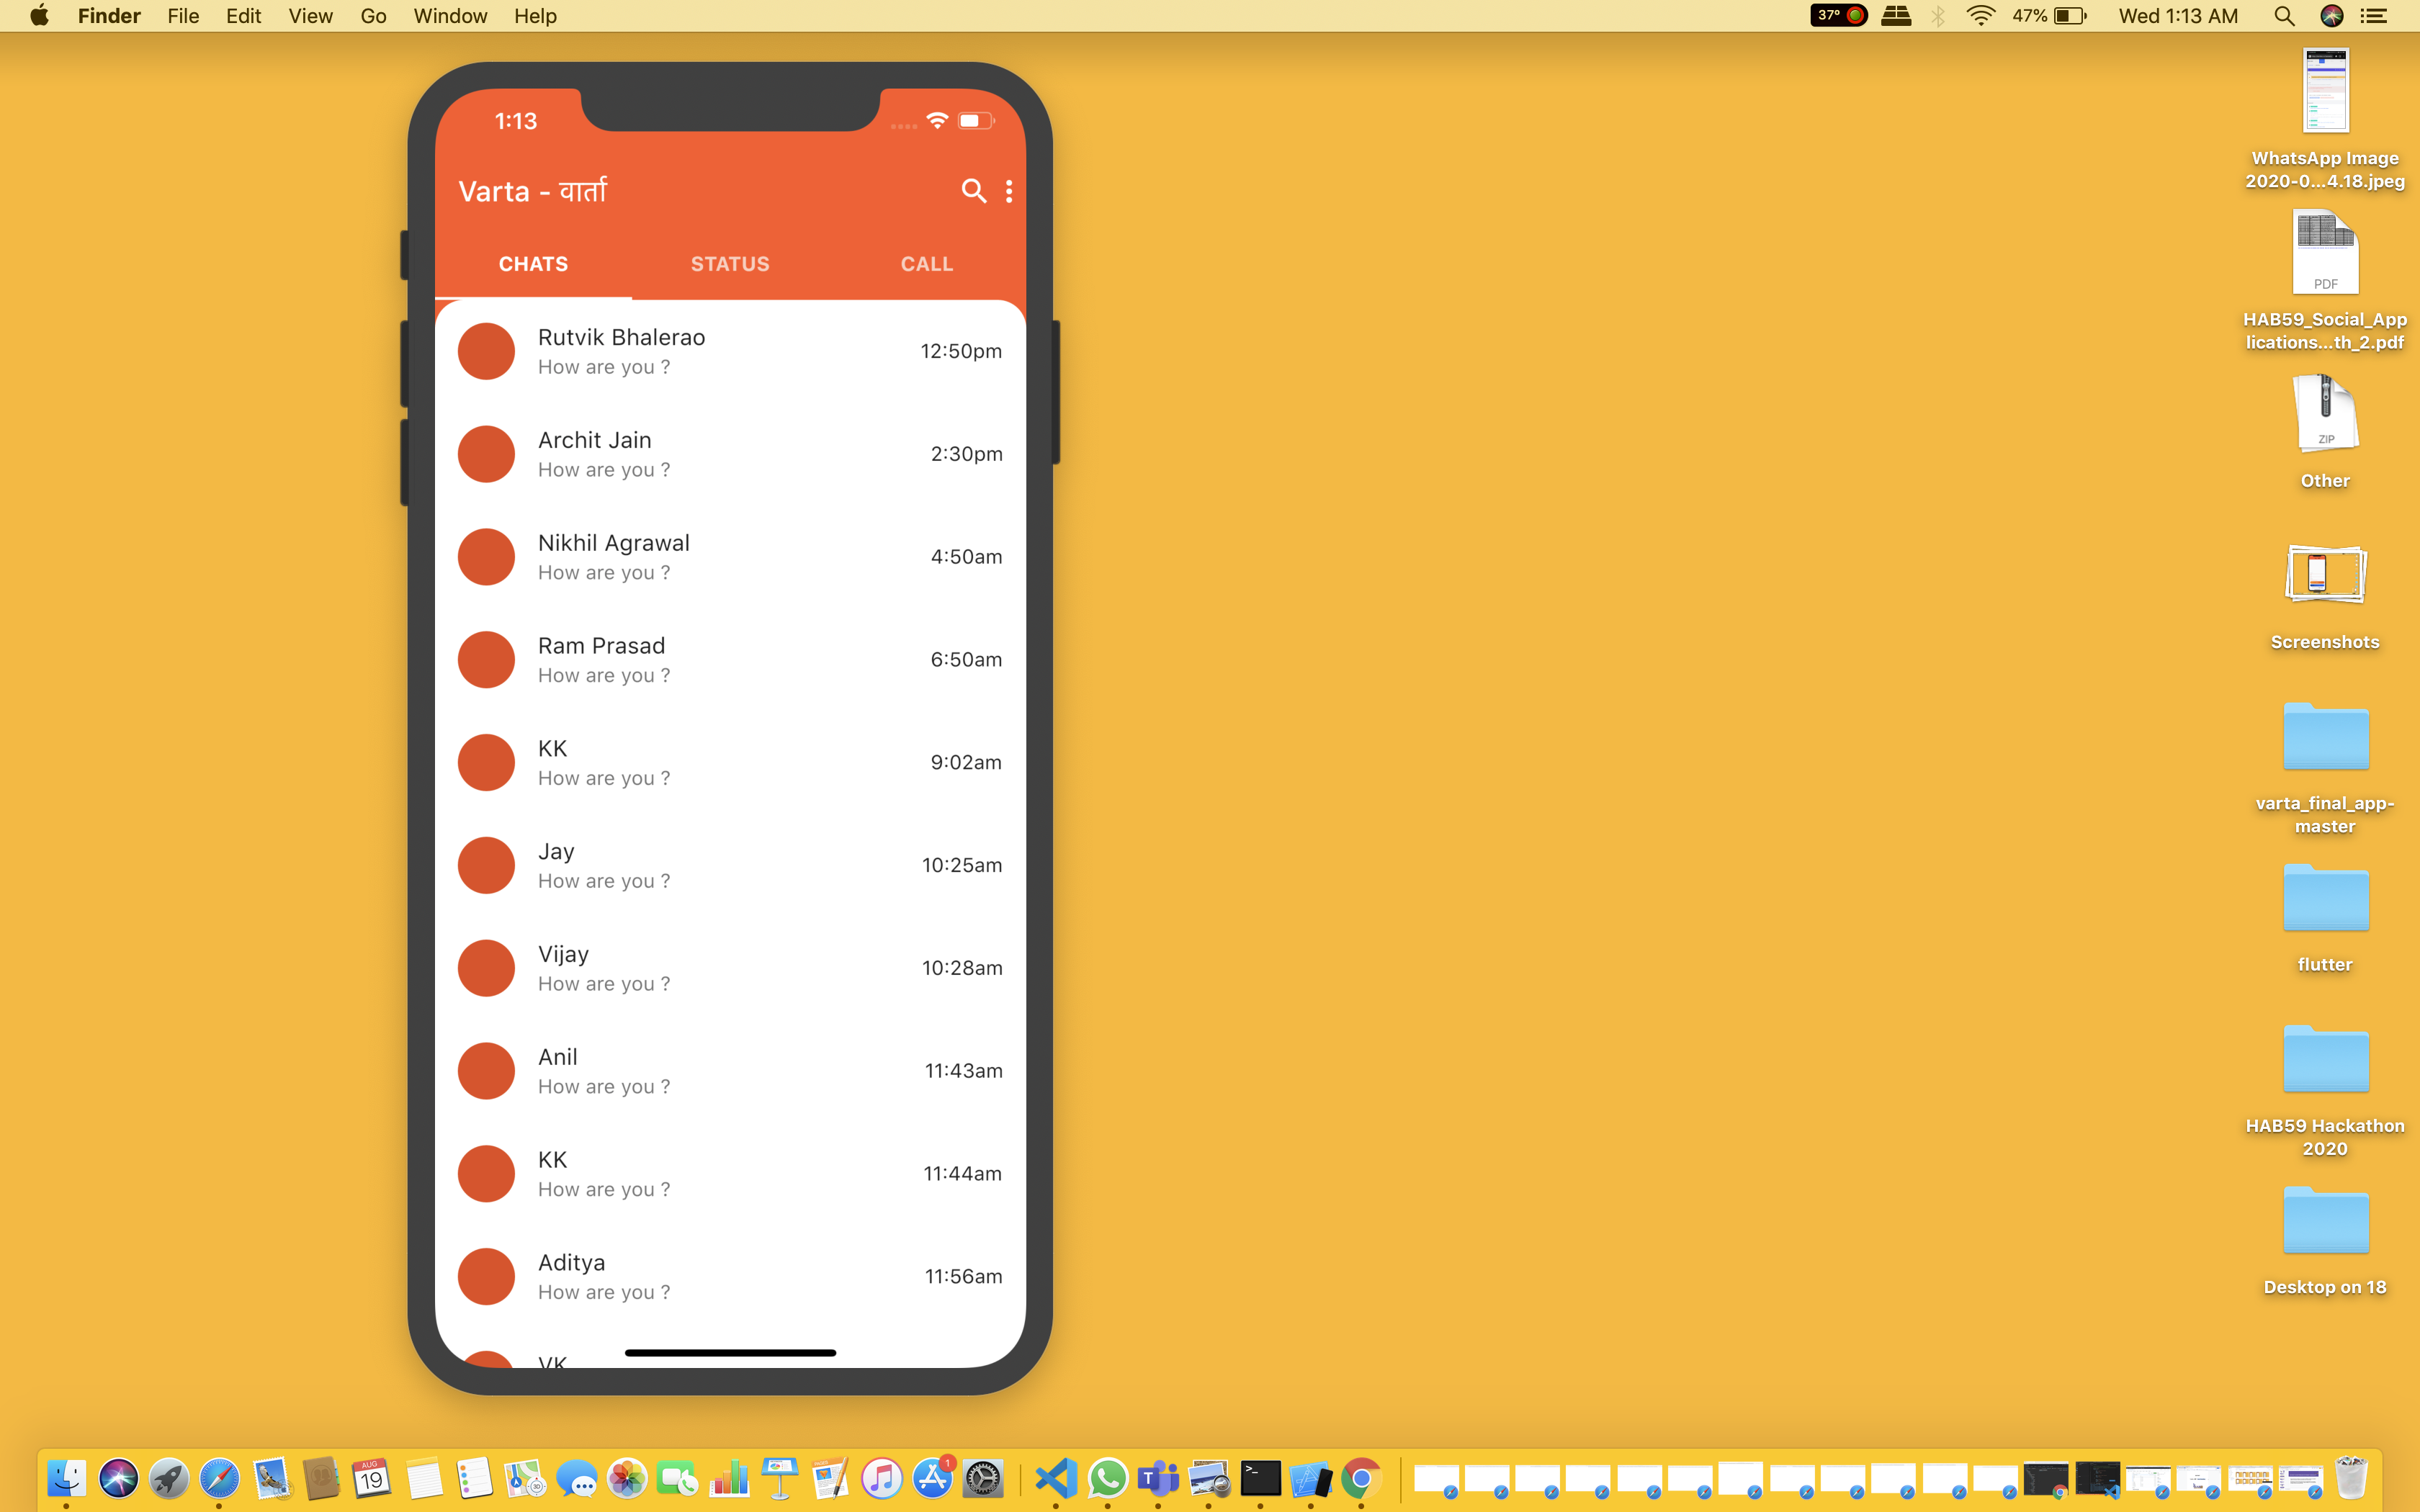 Finder File Edit View Go Window Help
37° 47% Wed 1:13 AM
1:13
Varta - वार्ता
CHATS STATUS CALL
Rutvik Bhalerao
How are you ?
12:50pm
Archit Jain
How are you ?
2:30pm
Nikhil Agrawal
How are you ?
4:50am
Ram Prasad
How are you ?
6:50am
KK
How are you ?
9:02am
Jay
How are you ?
10:25am
Vijay
How are you ?
10:28am
Anil
How are you ?
11:43am
KK
How are you ?
11:44am
Aditya
How are you ?
11:56am
VK
WhatsApp Image
2020-0...4.18.jpeg
PDF
HAB59_Social_App
lications...th_2.pdf
ZIP
Other
Screenshots
varta_final_app-
master
flutter
HAB59 Hackathon
2020
Desktop on 18
AUG
19
1